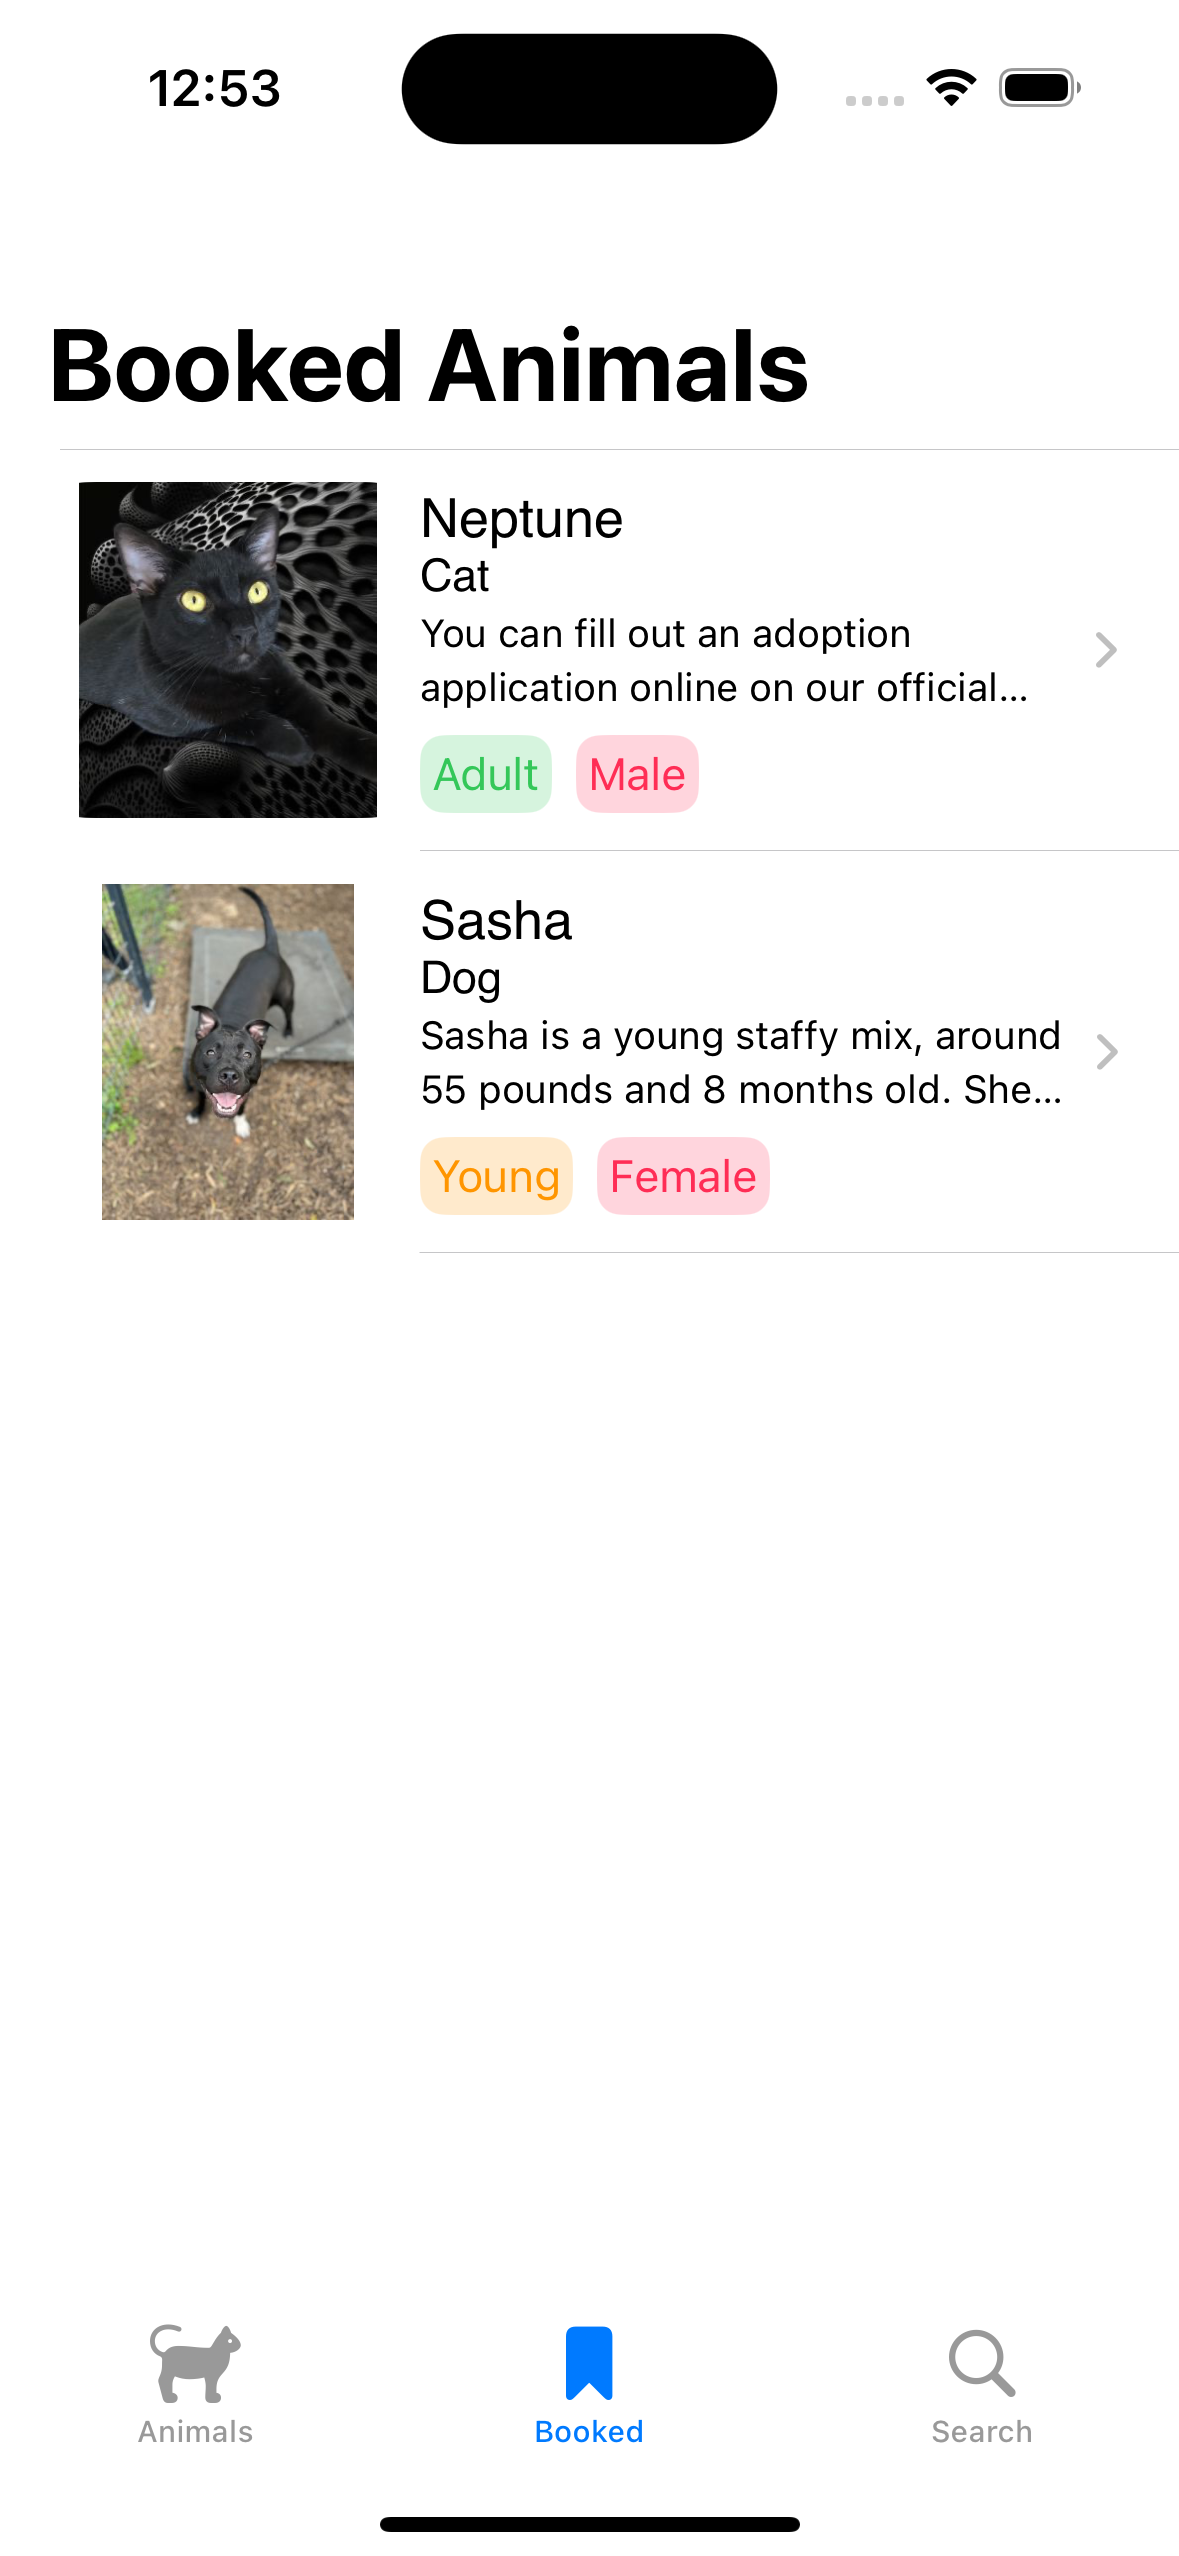 12:53
Booked Animals
Neptune
Cat
You can fill out an adoption
application online on our official...
Adult Male
Sasha
Dog
Sasha is a young staffy mix, around
55 pounds and 8 months old. She...
Young Female
Animals Booked Search